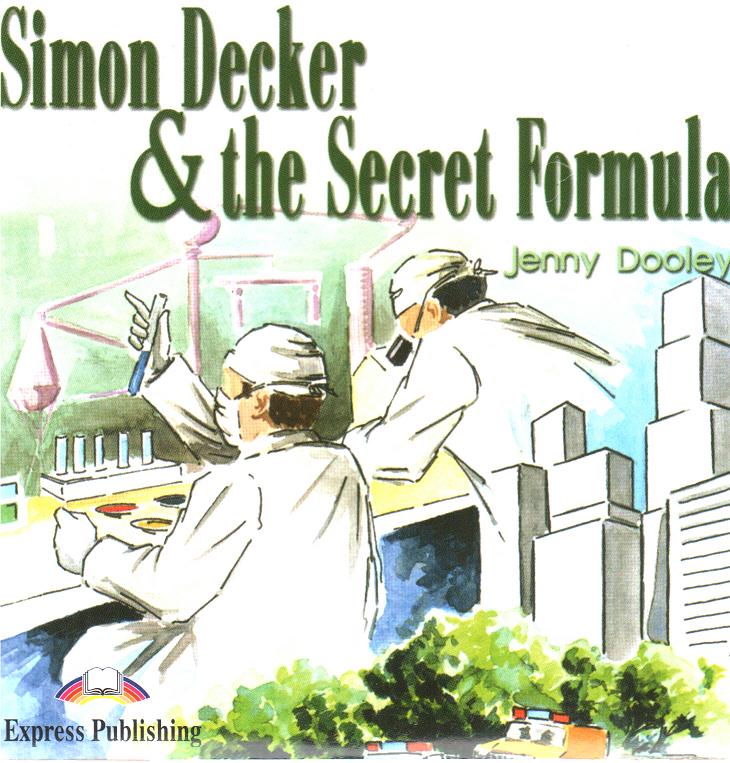 Simon Decker
& the Secret Formula
Jenny Dooley
Express Publishing